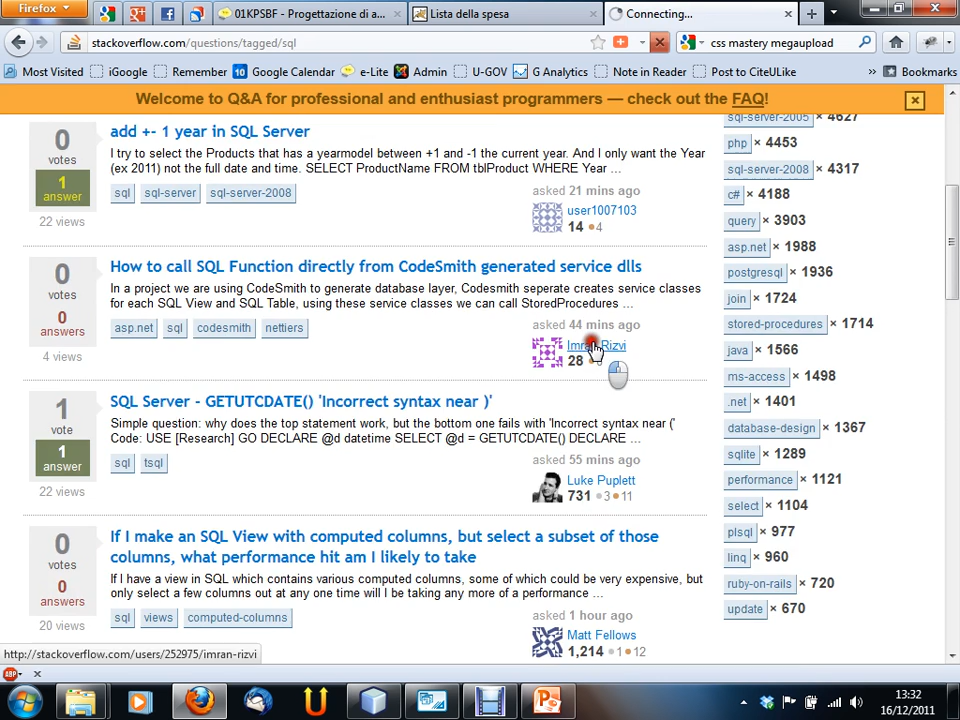 Firefox
01KPSBF - Progettazione di a...
Lista della spesa
Connecting...
stackoverflow.com/questions/tagged/sql
css mastery megaupload
Most Visited
iGoogle
Remember
10
Google Calendar
e-Lite
Admin
U-GOV
G Analytics
Note in Reader
Post to CiteULike
»
Bookmarks
Welcome to Q&A for professional and enthusiast programmers — check out the FAQ!
0
votes
1
answer
22 views
add +- 1 year in SQL Server
I try to select the Products that has a yearmodel between +1 and -1 the current year. And I only want the Year
(ex 2011) not the full date and time. SELECT ProductName FROM tblProduct WHERE Year ...
sql sql-server sql-server-2008
asked 21 mins ago
user1007103
14 4
0
votes
0
answers
4 views
How to call SQL Function directly from CodeSmith generated service dlls
In a project we are using CodeSmith to generate database layer, Codesmith seperate creates service classes
for each SQL View and SQL Table, using these service classes we can call StoredProcedures ...
asp.net sql codesmith nettiers
asked 44 mins ago
Imran Rizvi
28
1
vote
1
answer
22 views
SQL Server - GETUTCDATE() 'Incorrect syntax near )'
Simple question: why does the top statement work, but the bottom one fails with 'Incorrect syntax near ('
Code: USE [Research] GO DECLARE @d datetime SELECT @d = GETUTCDATE() DECLARE ...
sql tsql
asked 55 mins ago
Luke Puplett
731 3 11
0
votes
0
answers
20 views
If I make an SQL View with computed columns, but select a subset of those
columns, what performance hit am I likely to take
If I have a view in SQL which contains various computed columns, some of which could be very expensive, but
only select a few columns out at any one time will I be taking any more of a performance ...
sql views computed-columns
asked 1 hour ago
Matt Fellows
1,214 1 12
sql-server-2005 × 4627
php × 4453
sql-server-2008 × 4317
c# × 4188
query × 3903
asp.net × 1988
postgresql × 1936
join × 1724
stored-procedures × 1714
java × 1566
ms-access × 1498
.net × 1401
database-design × 1367
sqlite × 1289
performance × 1121
select × 1104
plsql × 977
linq × 960
ruby-on-rails × 720
update × 670
http://stackoverflow.com/users/252975/imran-rizvi
ABP
13:32
16/12/2011